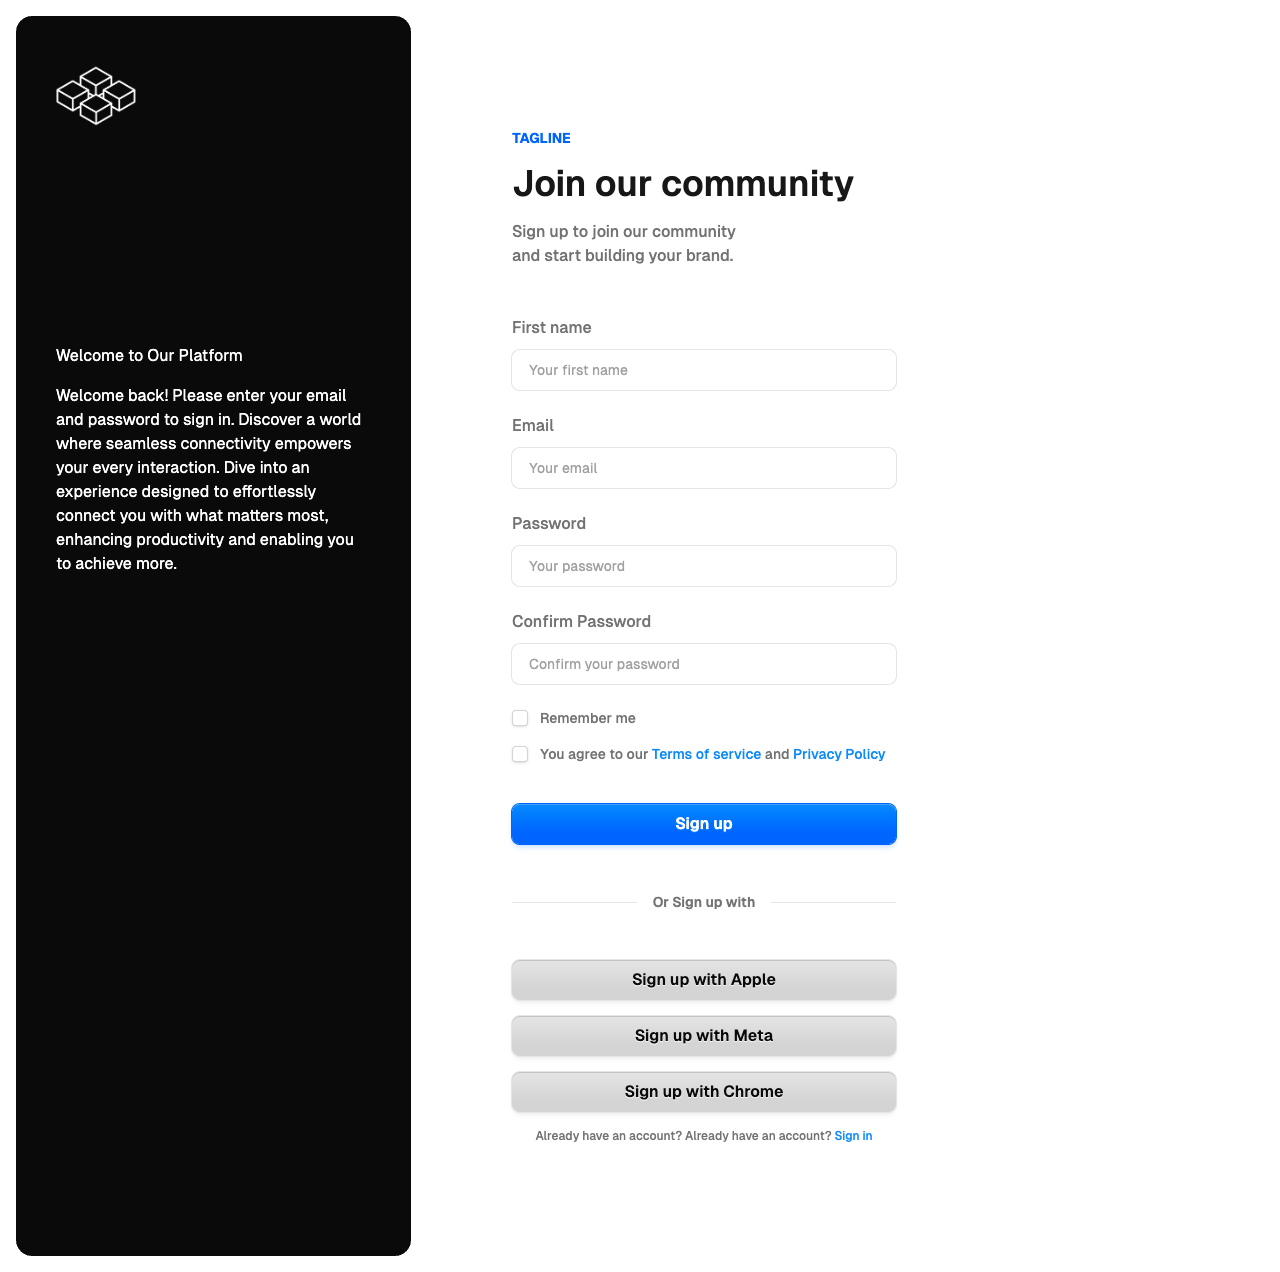 Welcome to Our Platform
Welcome back! Please enter your email
and password to sign in. Discover a world
where seamless connectivity empowers
your every interaction. Dive into an
experience designed to effortlessly
connect you with what matters most,
enhancing productivity and enabling you
to achieve more.
TAGLINE
Join our community
Sign up to join our community
and start building your brand.
First name
Your first name
Email
Your email
Password
Your password
Confirm Password
Confirm your password
Remember me
You agree to our Terms of service and Privacy Policy
Sign up
Or Sign up with
Sign up with Apple
Sign up with Meta
Sign up with Chrome
Already have an account? Already have an account? Sign in